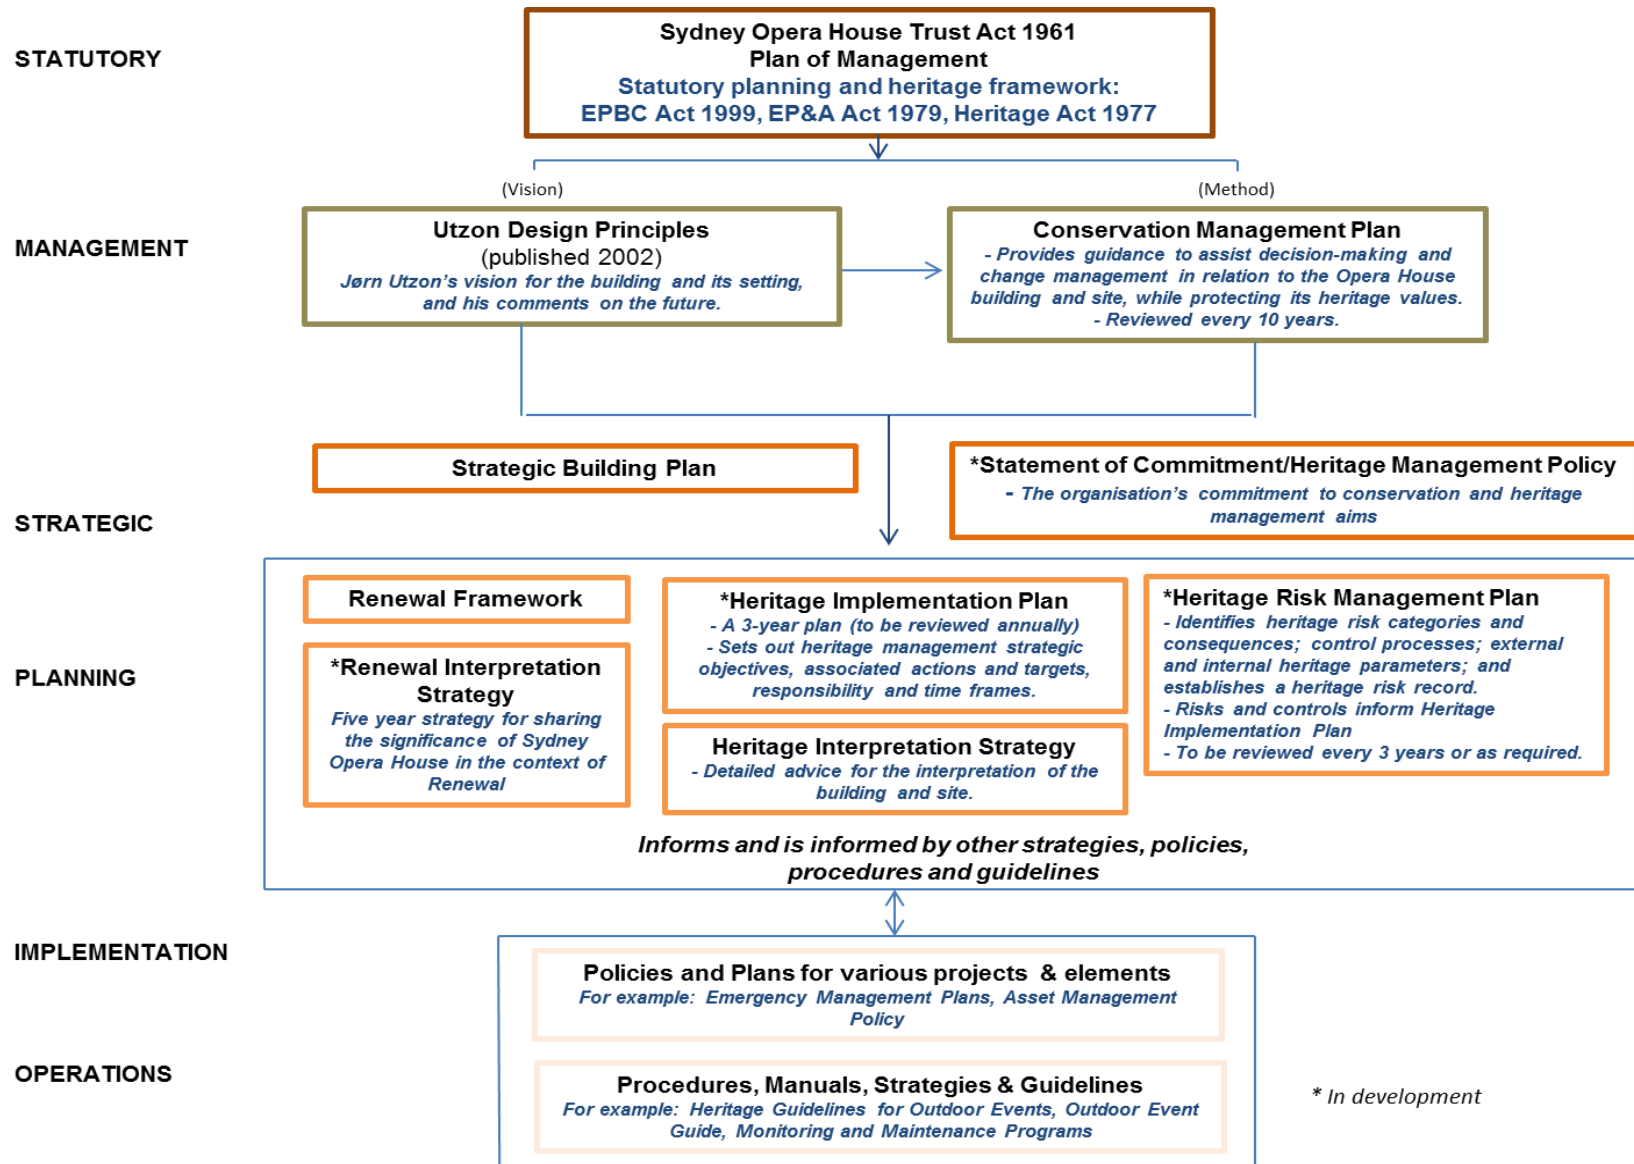 STATUTORY
Sydney Opera House Trust Act 1961
Plan of Management
Statutory planning and heritage framework:
EPBC Act 1999, EP&A Act 1979, Heritage Act 1977
(Vision)
(Method)
MANAGEMENT
Utzon Design Principles
(published 2002)
Jørn Utzon's vision for the building and its setting,
and his comments on the future.
Conservation Management Plan
- Provides guidance to assist decision-making and
change management in relation to the Opera House
building and site, while protecting its heritage values.
- Reviewed every 10 years.
STRATEGIC
Strategic Building Plan
*Statement of Commitment/Heritage Management Policy
- The organisation's commitment to conservation and heritage
management aims
PLANNING
Renewal Framework
*Renewal Interpretation
Strategy
Five year strategy for sharing
the significance of Sydney
Opera House in the context of
Renewal
*Heritage Implementation Plan
- A 3-year plan (to be reviewed annually)
- Sets out heritage management strategic
objectives, associated actions and targets,
responsibility and time frames.
Heritage Interpretation Strategy
- Detailed advice for the interpretation of the
building and site.
*Heritage Risk Management Plan
- Identifies heritage risk categories and
consequences; control processes; external
and internal heritage parameters; and
establishes a heritage risk record.
- Risks and controls inform Heritage
Implementation Plan
- To be reviewed every 3 years or as required.
Informs and is informed by other strategies, policies,
procedures and guidelines
IMPLEMENTATION
Policies and Plans for various projects & elements
For example: Emergency Management Plans, Asset Management
Policy
OPERATIONS
Procedures, Manuals, Strategies & Guidelines
For example: Heritage Guidelines for Outdoor Events, Outdoor Event
Guide, Monitoring and Maintenance Programs
* In development